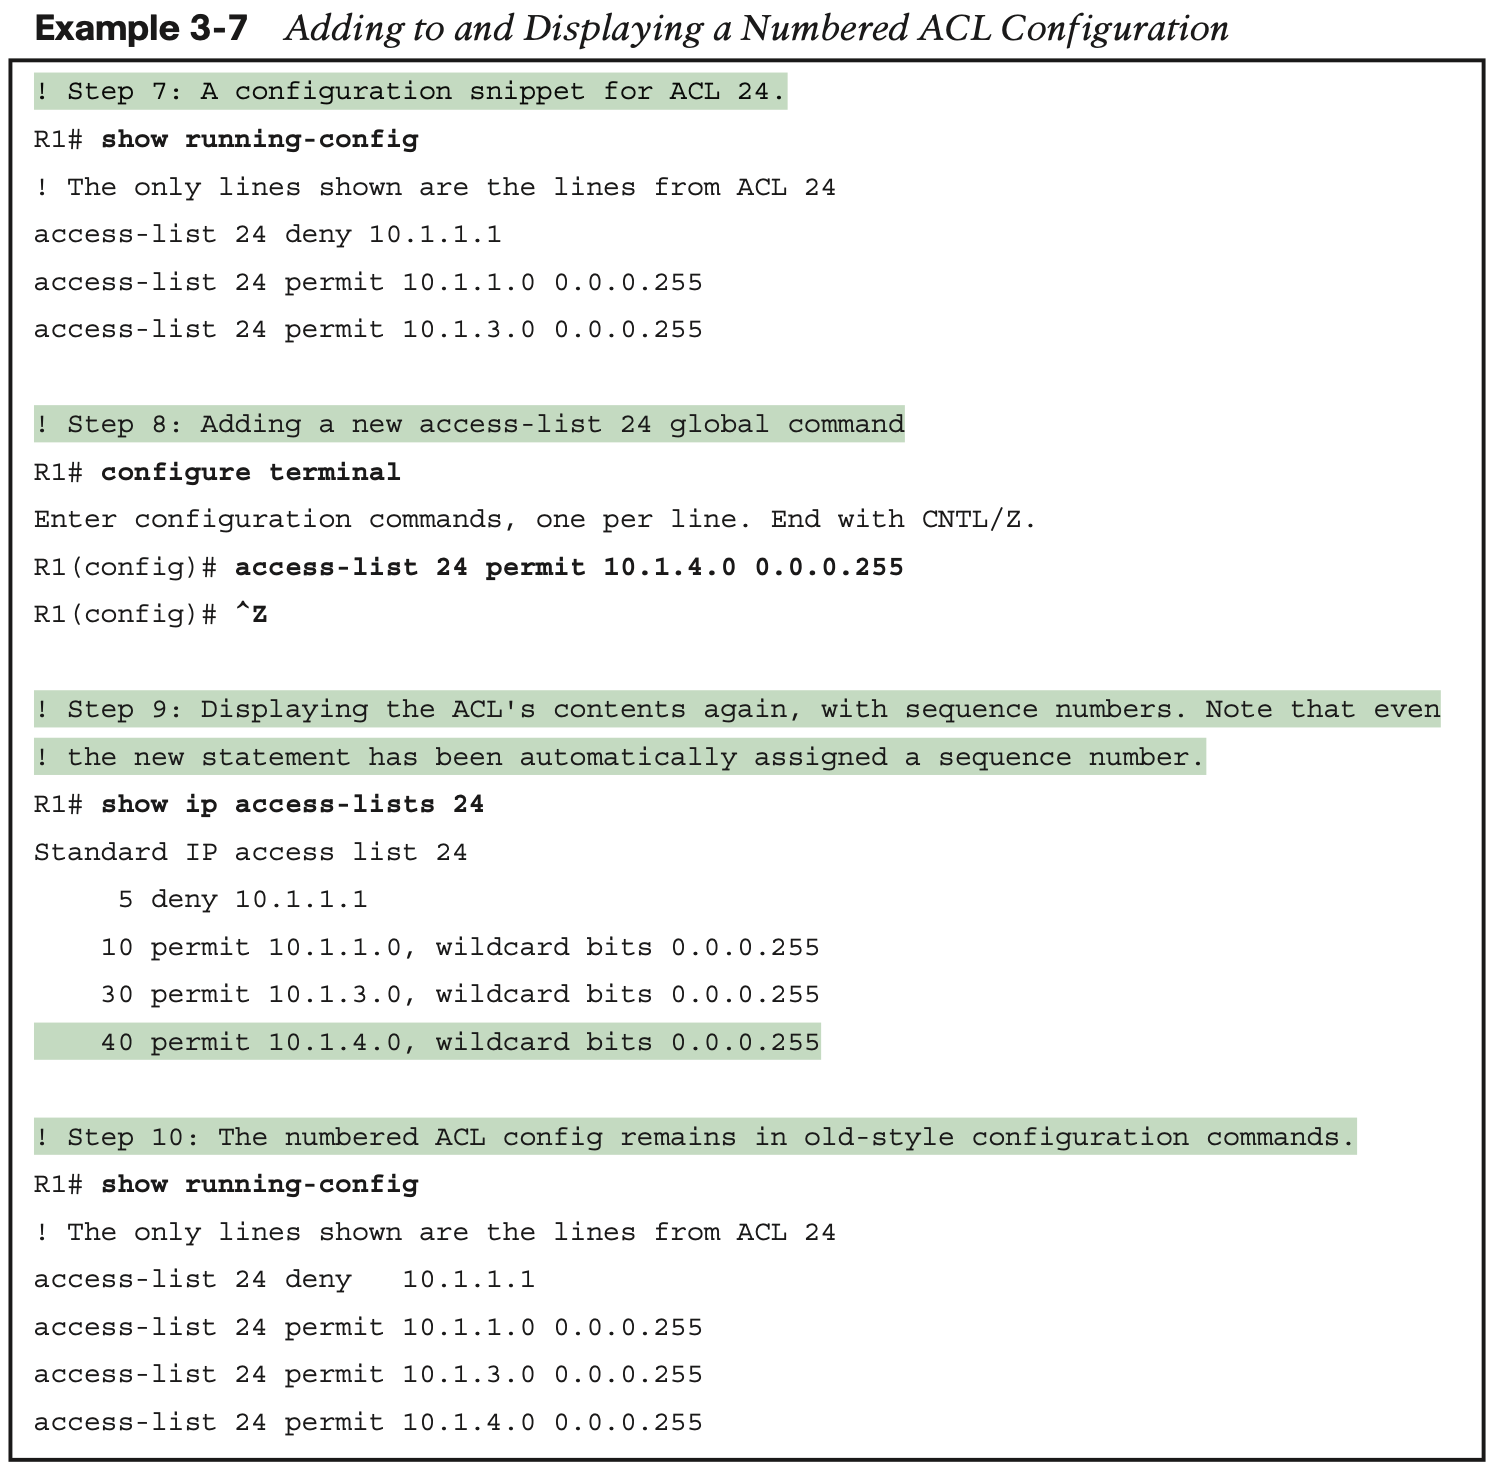 Example 3-7 Adding to and Displaying a Numbered ACL Configuration
! Step 7: A configuration snippet for ACL 24.
R1# show running-config
! The only lines shown are the lines from ACL 24
access-list 24 deny 10.1.1.1
access-list 24 permit 10.1.1.0 0.0.0.255
access-list 24 permit 10.1.3.0 0.0.0.255
! Step 8: Adding a new access-list 24 global command
R1# configure terminal
Enter configuration commands, one per line. End with CNTL/Z.
R1(config)# access-list 24 permit 10.1.4.0 0.0.0.255
R1(config)# ^Z
! Step 9: Displaying the ACL's contents again, with sequence numbers. Note that even
! the new statement has been automatically assigned a sequence number.
R1# show ip access-lists 24
Standard IP access list 24
5 deny 10.1.1.1
10 permit 10.1.1.0, wildcard bits 0.0.0.255
30 permit 10.1.3.0, wildcard bits 0.0.0.255
40 permit 10.1.4.0, wildcard bits 0.0.0.255
! Step 10: The numbered ACL config remains in old-style configuration commands.
R1# show running-config
! The only lines shown are the lines from ACL 24
access-list 24 deny   10.1.1.1
access-list 24 permit 10.1.1.0 0.0.0.255
access-list 24 permit 10.1.3.0 0.0.0.255
access-list 24 permit 10.1.4.0 0.0.0.255